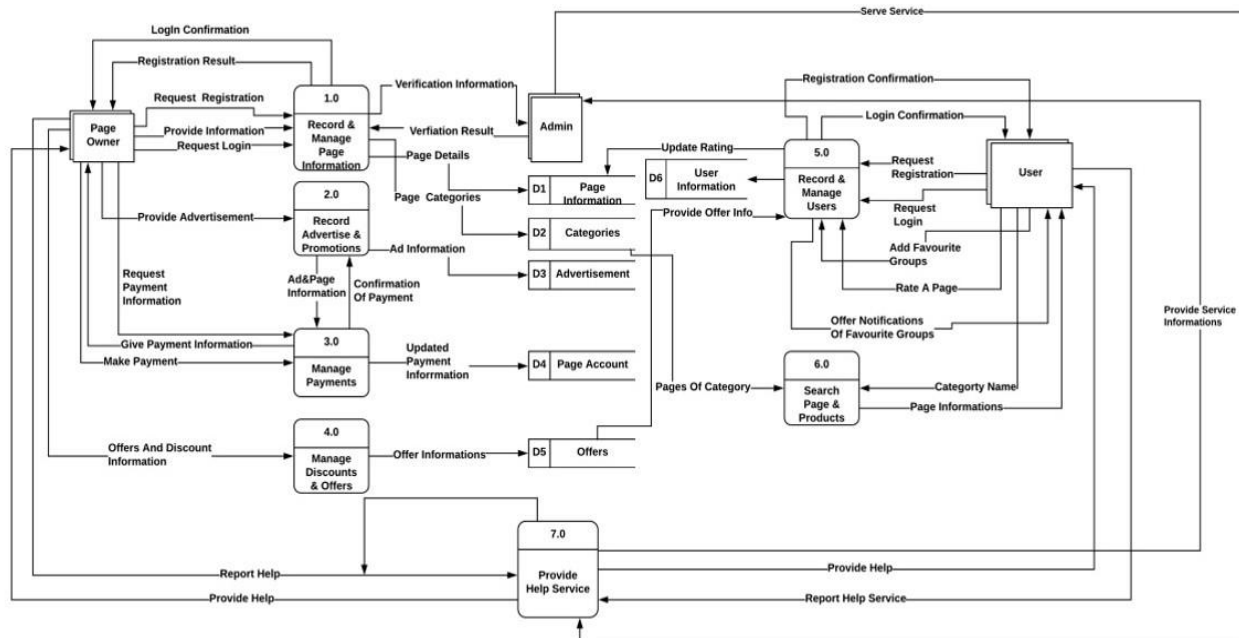 Serve Service
LogIn Confirmation
Registration Result
Request Registration
Provide Information
Request Login
Page
Owner
1.0
Record &
Manage
Page
Information
Verification Information
Verfiation Result
Page Details
Page Categories
Admin
Registration Confirmation
Login Confirmation
Update Rating
5.0
Record &
Manage
Users
Request
Registration
Request
Login
User
D6
User
Information
D1
Page
Information
Provide Offer Info
2.0
Record
Advertise &
Promotions
Provide Advertisement
Ad Information
D2
Categories
D3
Advertisement
Add Favourite
Groups
Rate A Page
Offer Notifications
Of Favourite Groups
Provide Service
Informations
Request
Payment
Information
Ad&Page
Information
Confirmation
Of Payment
Give Payment Information
Make Payment
3.0
Manage
Payments
Updated
Payment
Inforrmation
D4
Page Account
Pages Of Category
6.0
Search
Page &
Products
Categorty Name
Page Informations
Offers And Discount
Information
4.0
Manage
Discounts
& Offers
Offer Informations
D5
Offers
7.0
Provide
Help Service
Report Help
Provide Help
Provide Help
Report Help Service